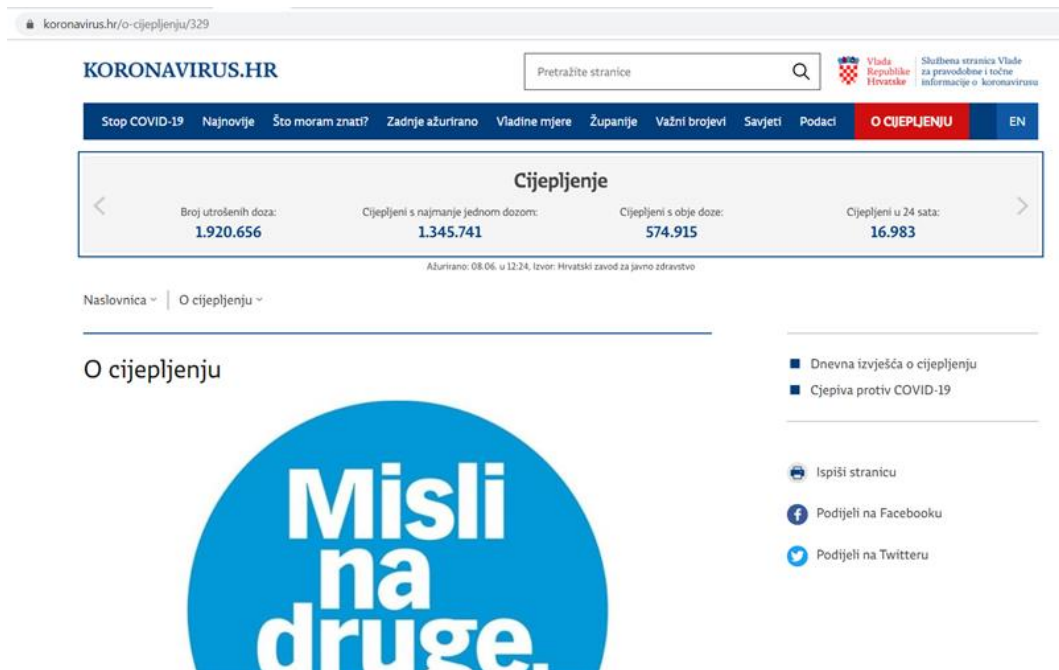 koronavirus.hr/o-cijepljenju/329
KORONAVIRUS.HR
Pretražite stranice
Vlada
Republike
Hrvatske
Službena stranica Vlade
za pravodobne i točne
informacije o koronavirusu
Stop COVID-19 Najnovije Što moram znati? Zadnje ažurirano Vladine mjere Županije Važni brojevi Savjeti Podaci O CIJEPLJENJU EN
Cijepljenje
Broj utrošenih doza: Cijepljeni s najmanje jednom dozom: Cijepljeni s obje doze: Cijepljeni u 24 sata:
1.920.656 1.345.741 574.915 16.983
Ažurirano: 08.06. u 12:24, Izvor: Hrvatski zavod za javno zdravstvo
Naslovnica O cijepljenju
O cijepljenju
Misli
na
druge.
Dnevna izvješća o cijepljenju
Cjepiva protiv COVID-19
Ispiši stranicu
Podijeli na Facebooku
Podijeli na Twitteru